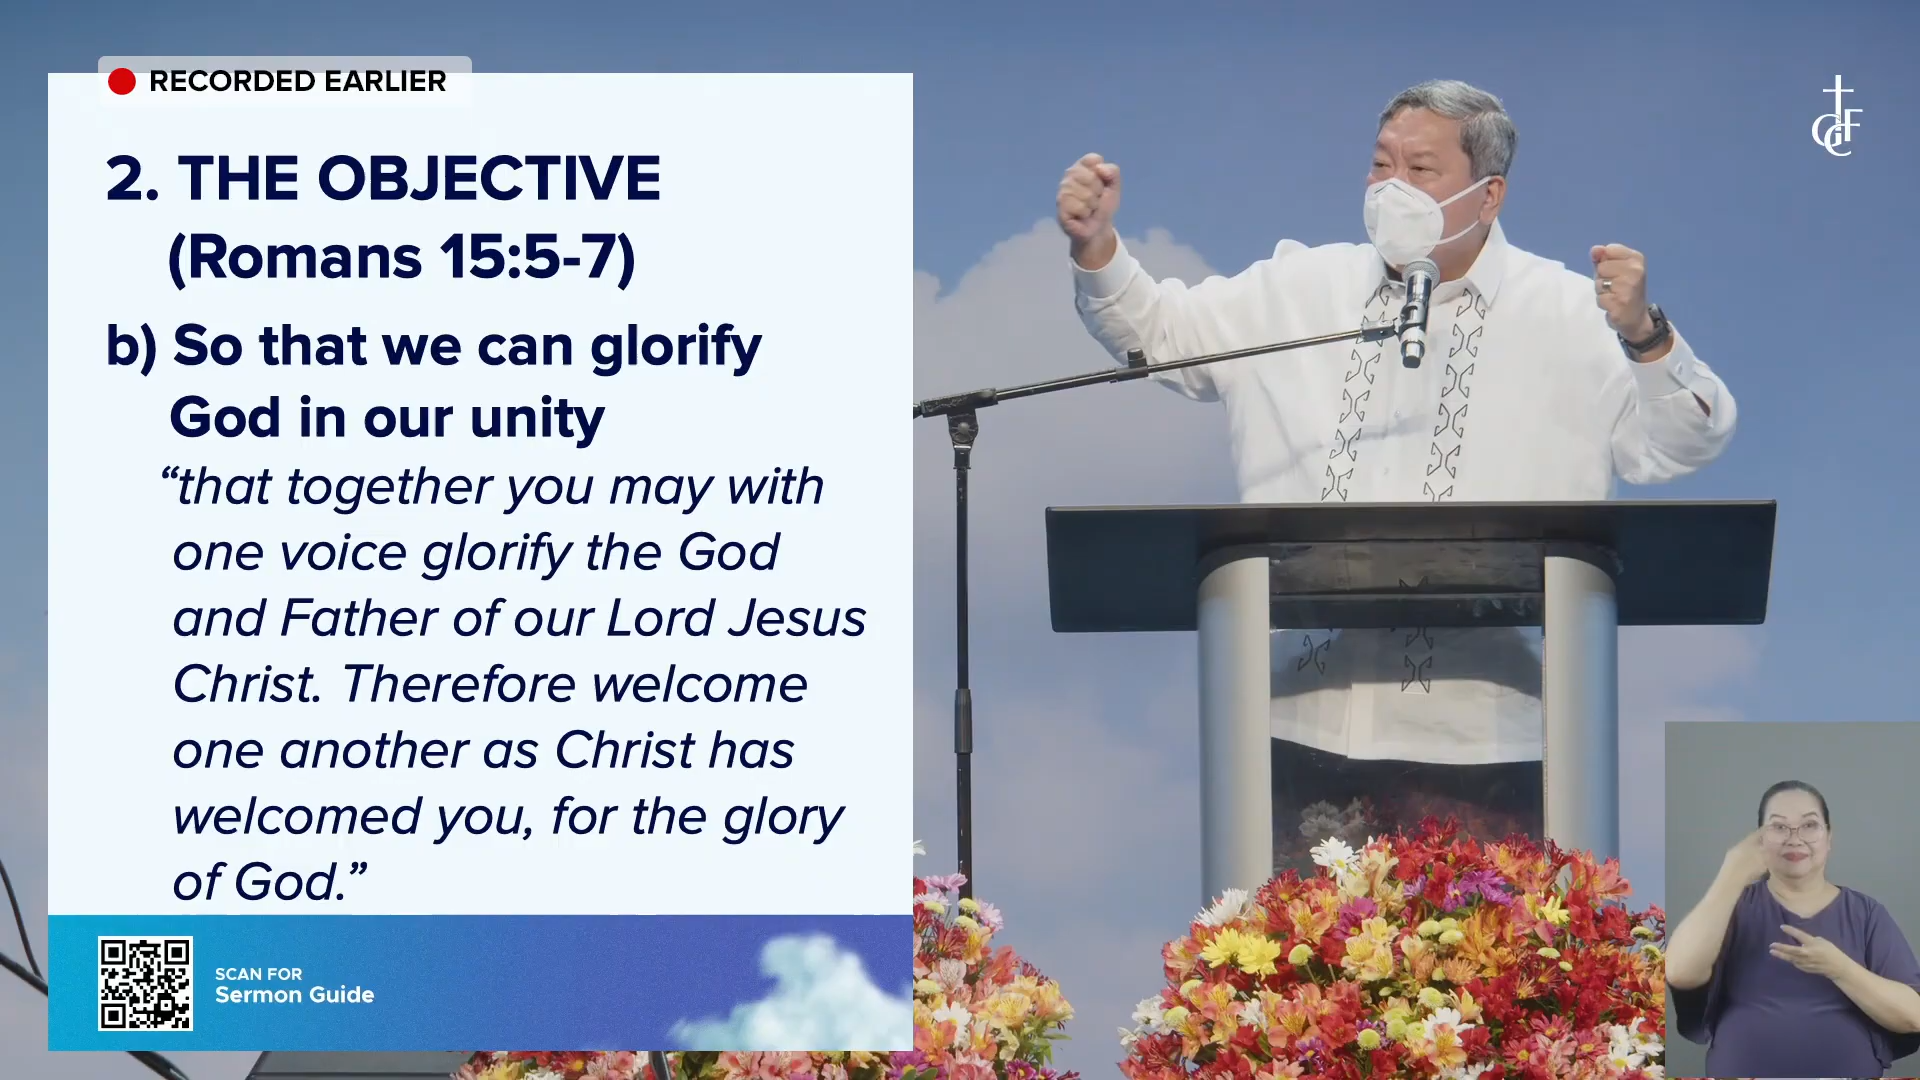 RECORDED EARLIER
2. THE OBJECTIVE
(Romans 15:5-7)
b) So that we can glorify
God in our unity
“that together you may with
one voice glorify the God
and Father of our Lord Jesus
Christ. Therefore welcome
one another as Christ has
welcomed you, for the glory
of God.”
SCAN FOR
Sermon Guide
GCF